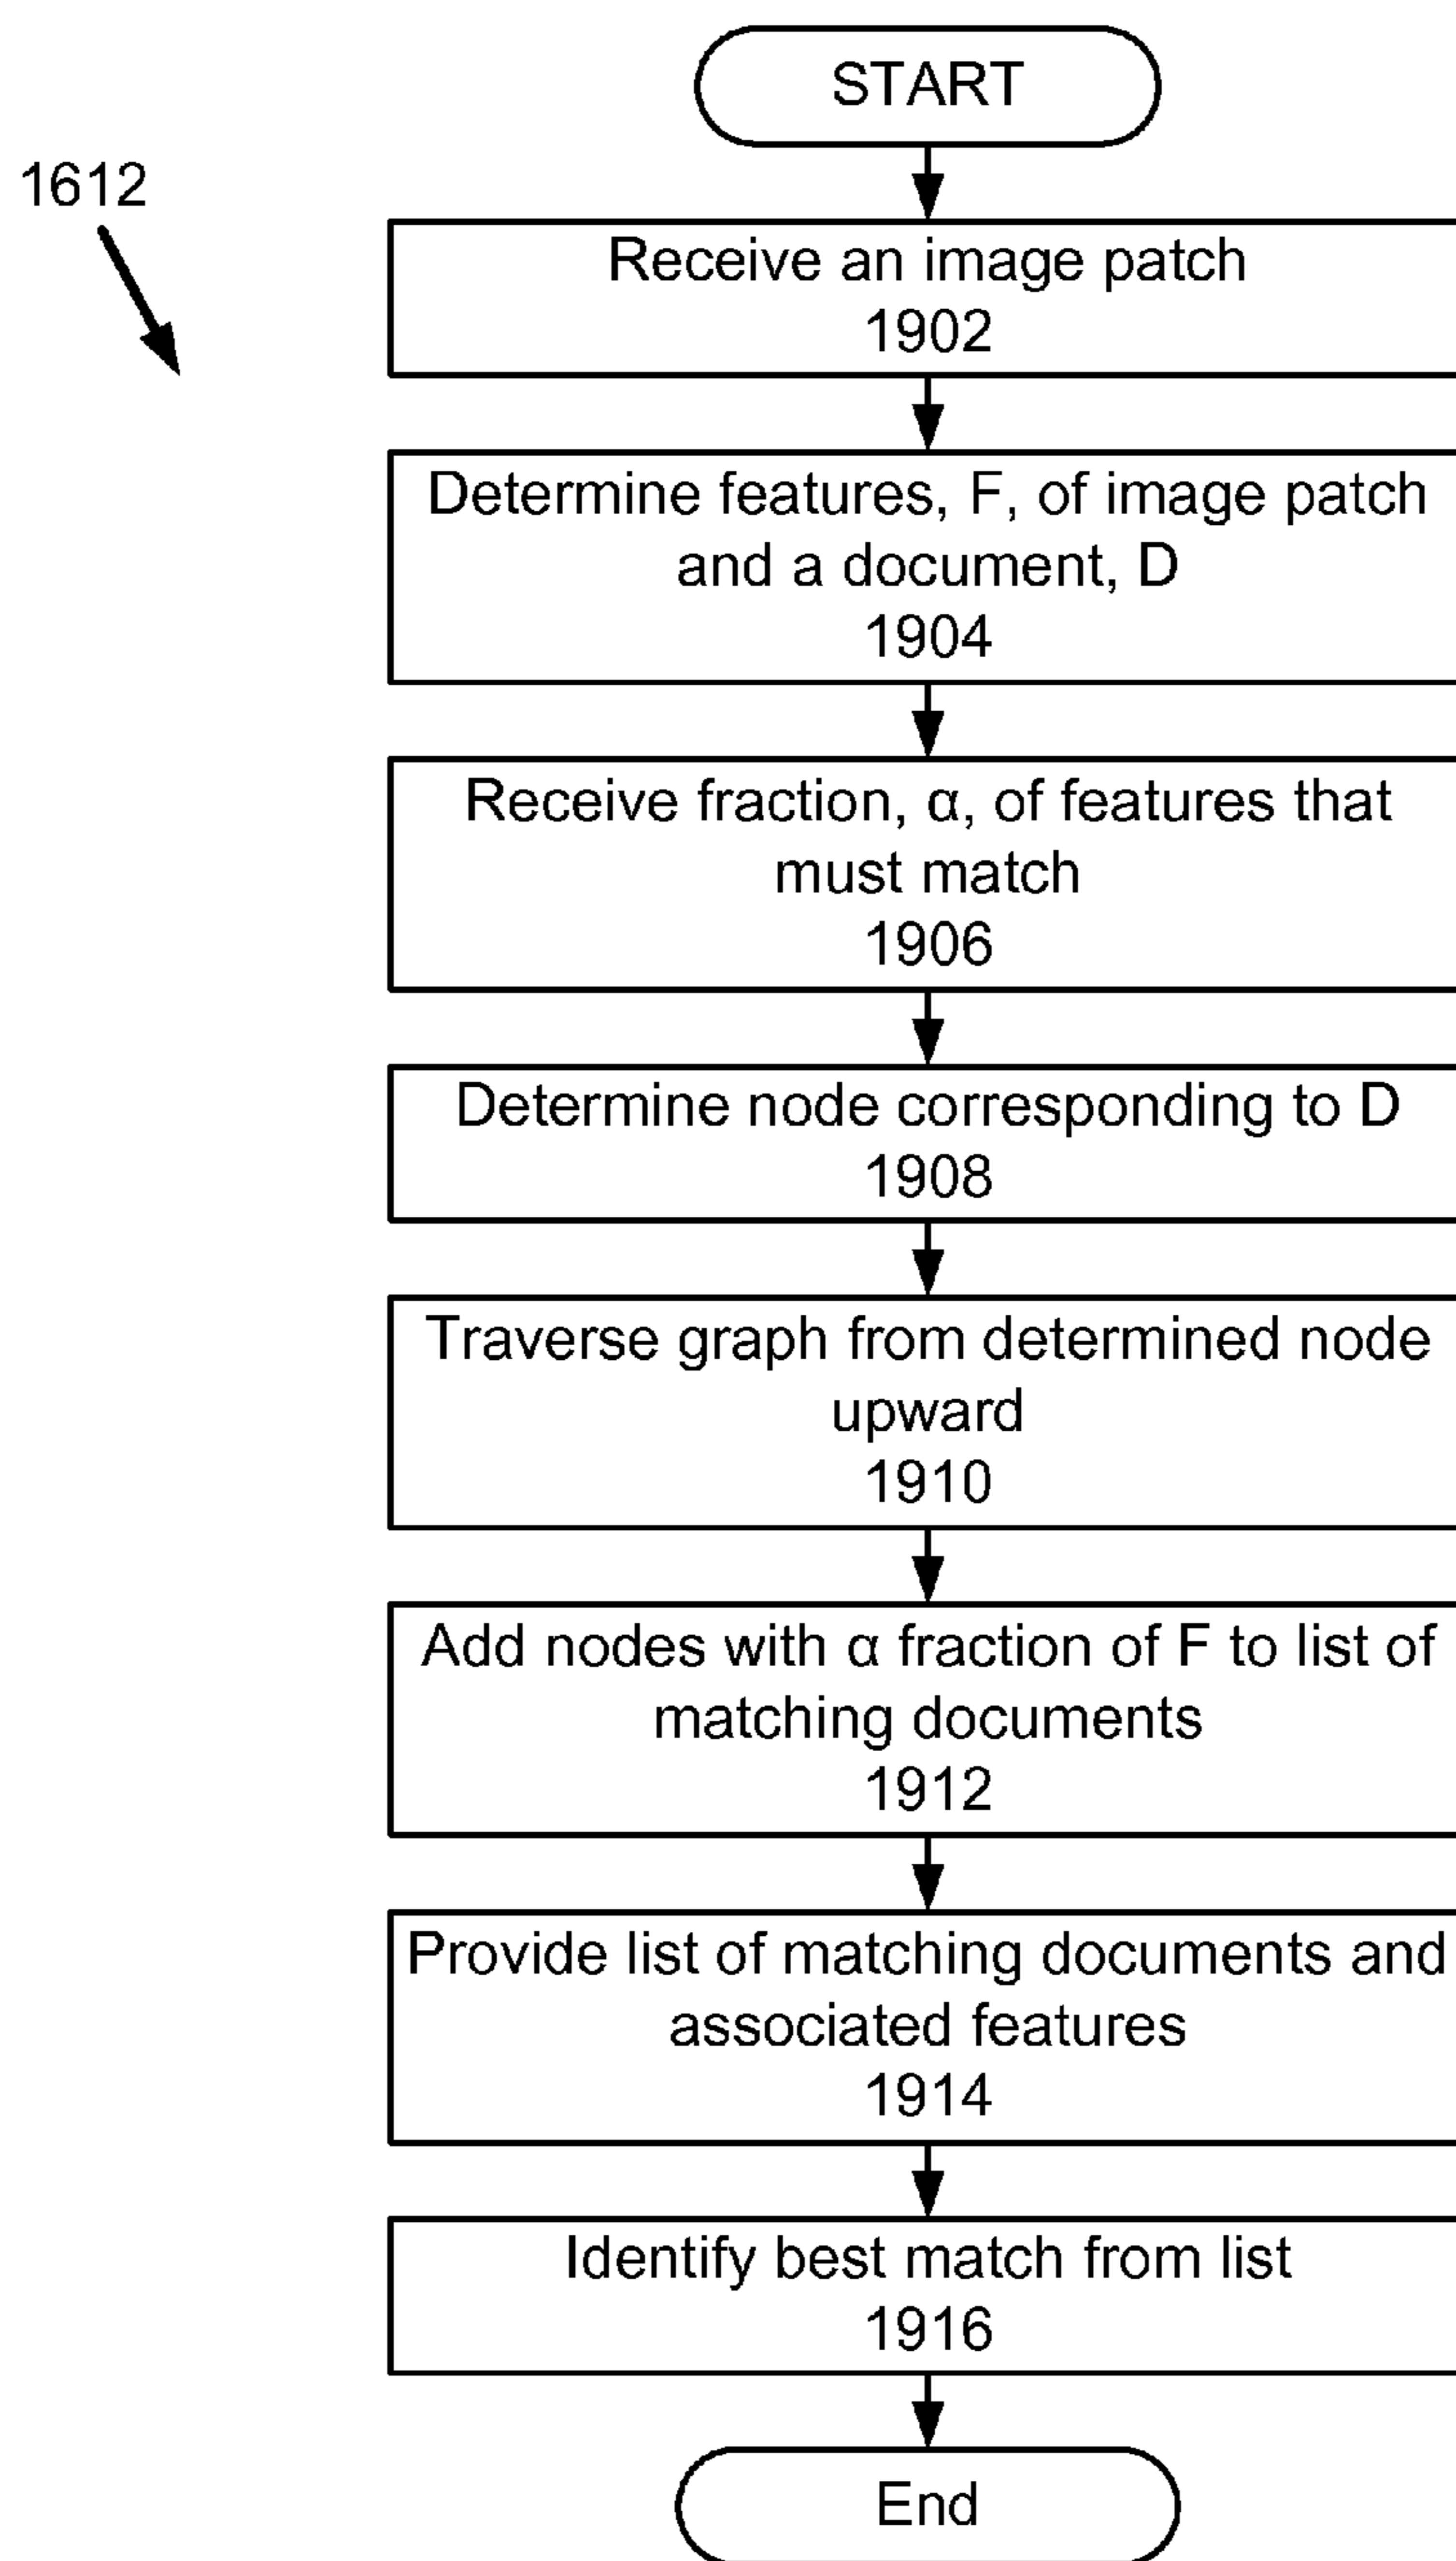 START
1612
Receive an image patch
1902
Determine features, F, of image patch
and a document, D
1904
Receive fraction, α, of features that
must match
1906
Determine node corresponding to D
1908
Traverse graph from determined node
upward
1910
Add nodes with α fraction of F to list of
matching documents
1912
Provide list of matching documents and
associated features
1914
Identify best match from list
1916
End